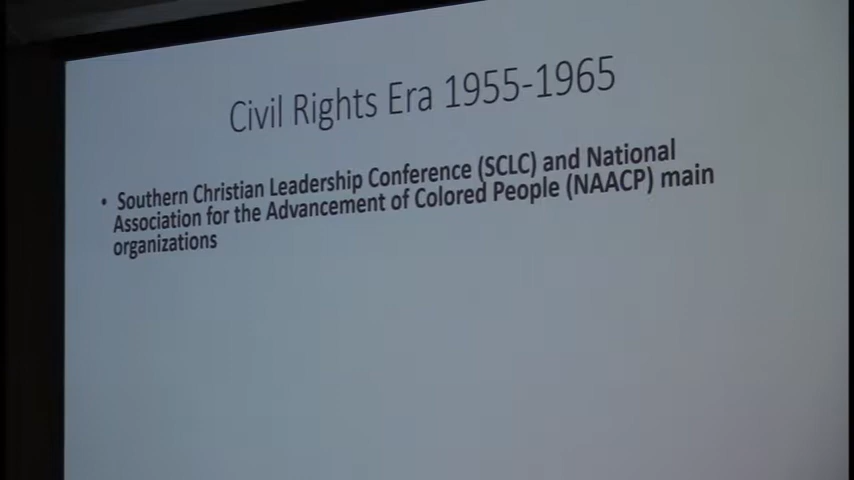 Civil Rights Era 1955-1965
• Southern Christian Leadership Conference (SCLC) and National
Association for the Advancement of Colored People (NAACP) main
organizations